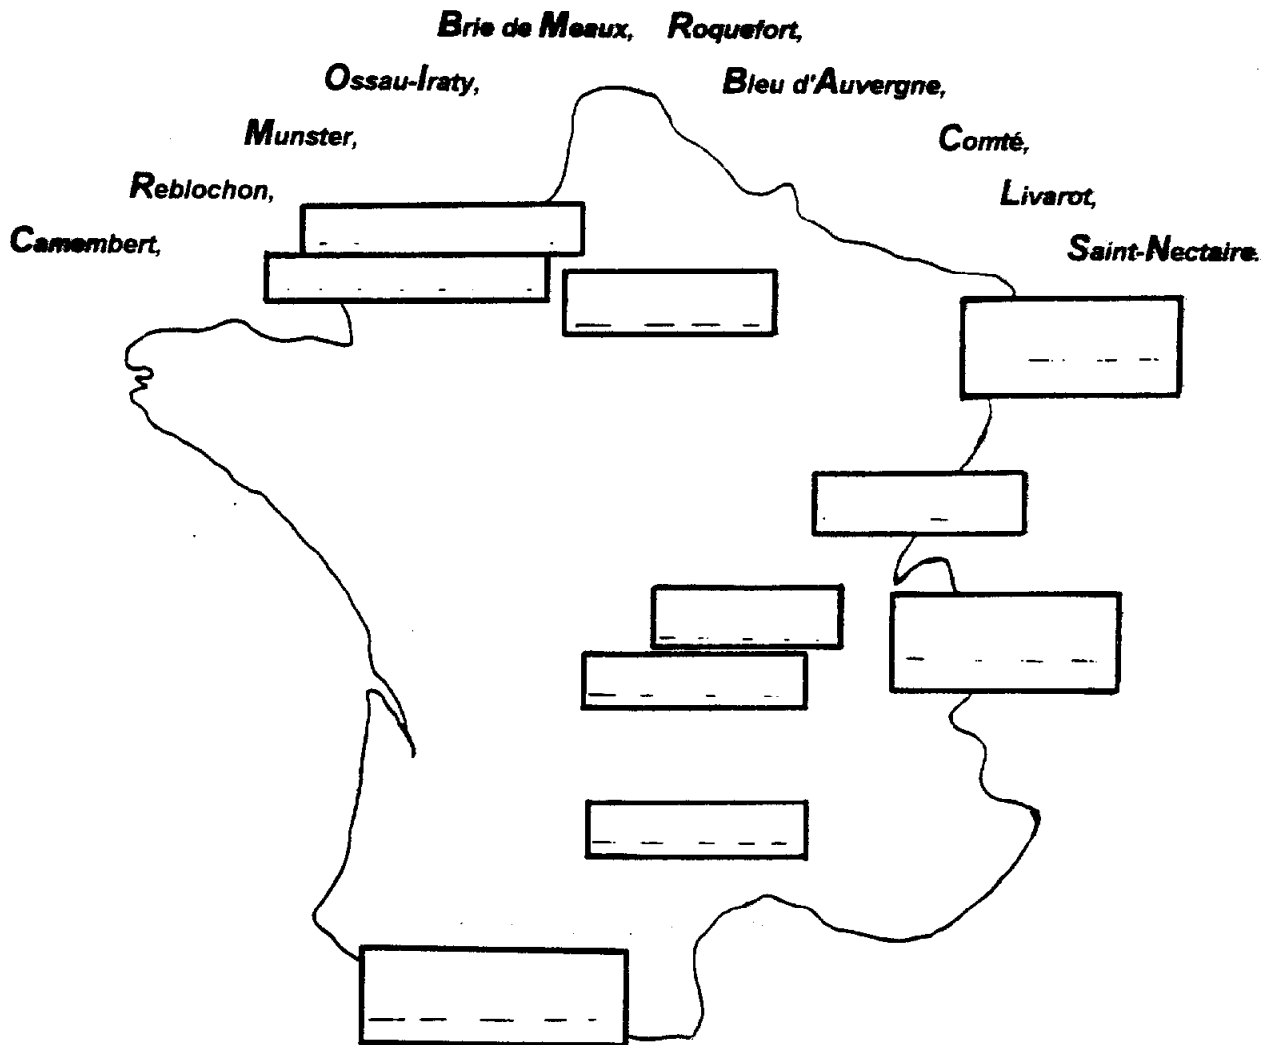 Brie de Meaux, Roquefort,
Ossau-Iraty, Bleu d'Auvergne,
Munster, Comté,
Reblochon, Livarot,
Camembert, Saint-Nectaire.